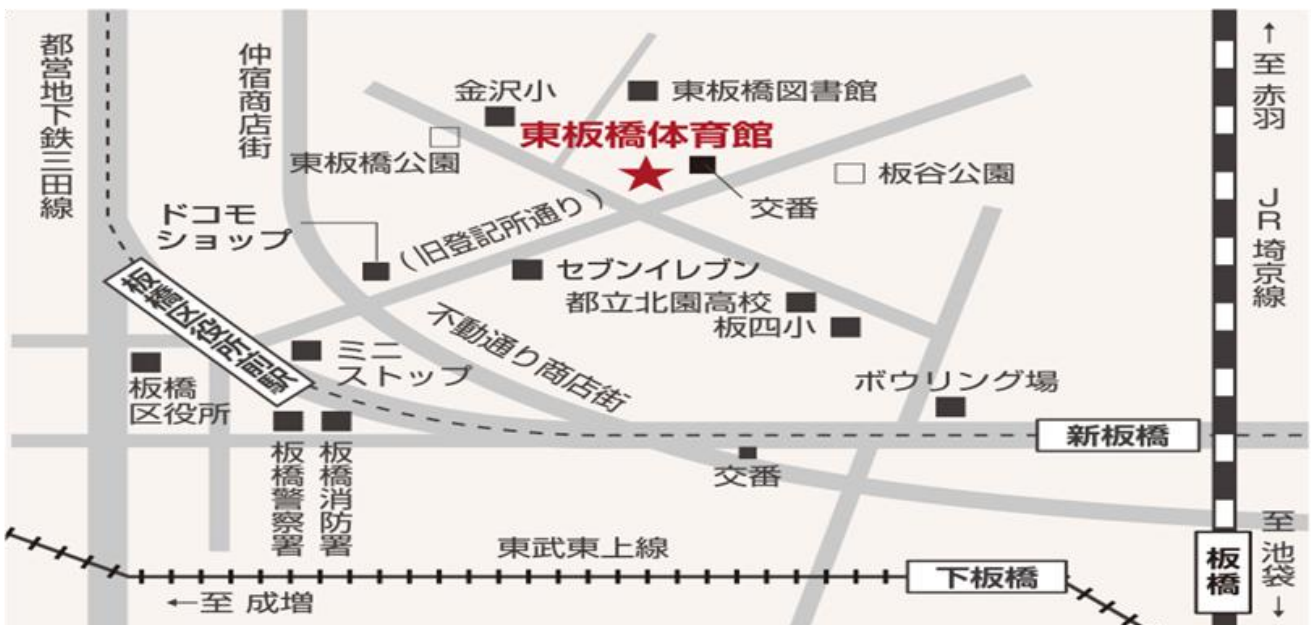 都営地下鉄三田線
仲宿商店街
金沢小
東板橋図書館
東板橋体育館
東板橋公園
交番
板谷公園
↑至 赤羽
JR埼京線
ドコモ
ショップ
(旧登記所通り)
セブンイレブン
都立北園高校
板四小
不動通り商店街
板橋区役所前駅
ミニ
ストップ
板橋
区役所
ボウリング場
新板橋
板橋警察署
板橋消防署
交番
東武東上線
下板橋
板橋
至 池袋↓
←至 成増